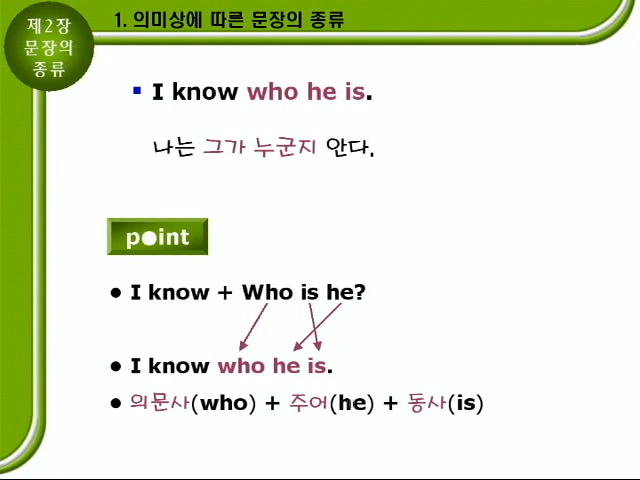 제2장
문장의
종류
1. 의미상에 따른 문장의 종류
▪ I know who he is.
나는 그가 누군지 안다.
point
● I know + Who is he?
● I know who he is.
● 의문사(who) + 주어(he) + 동사(is)